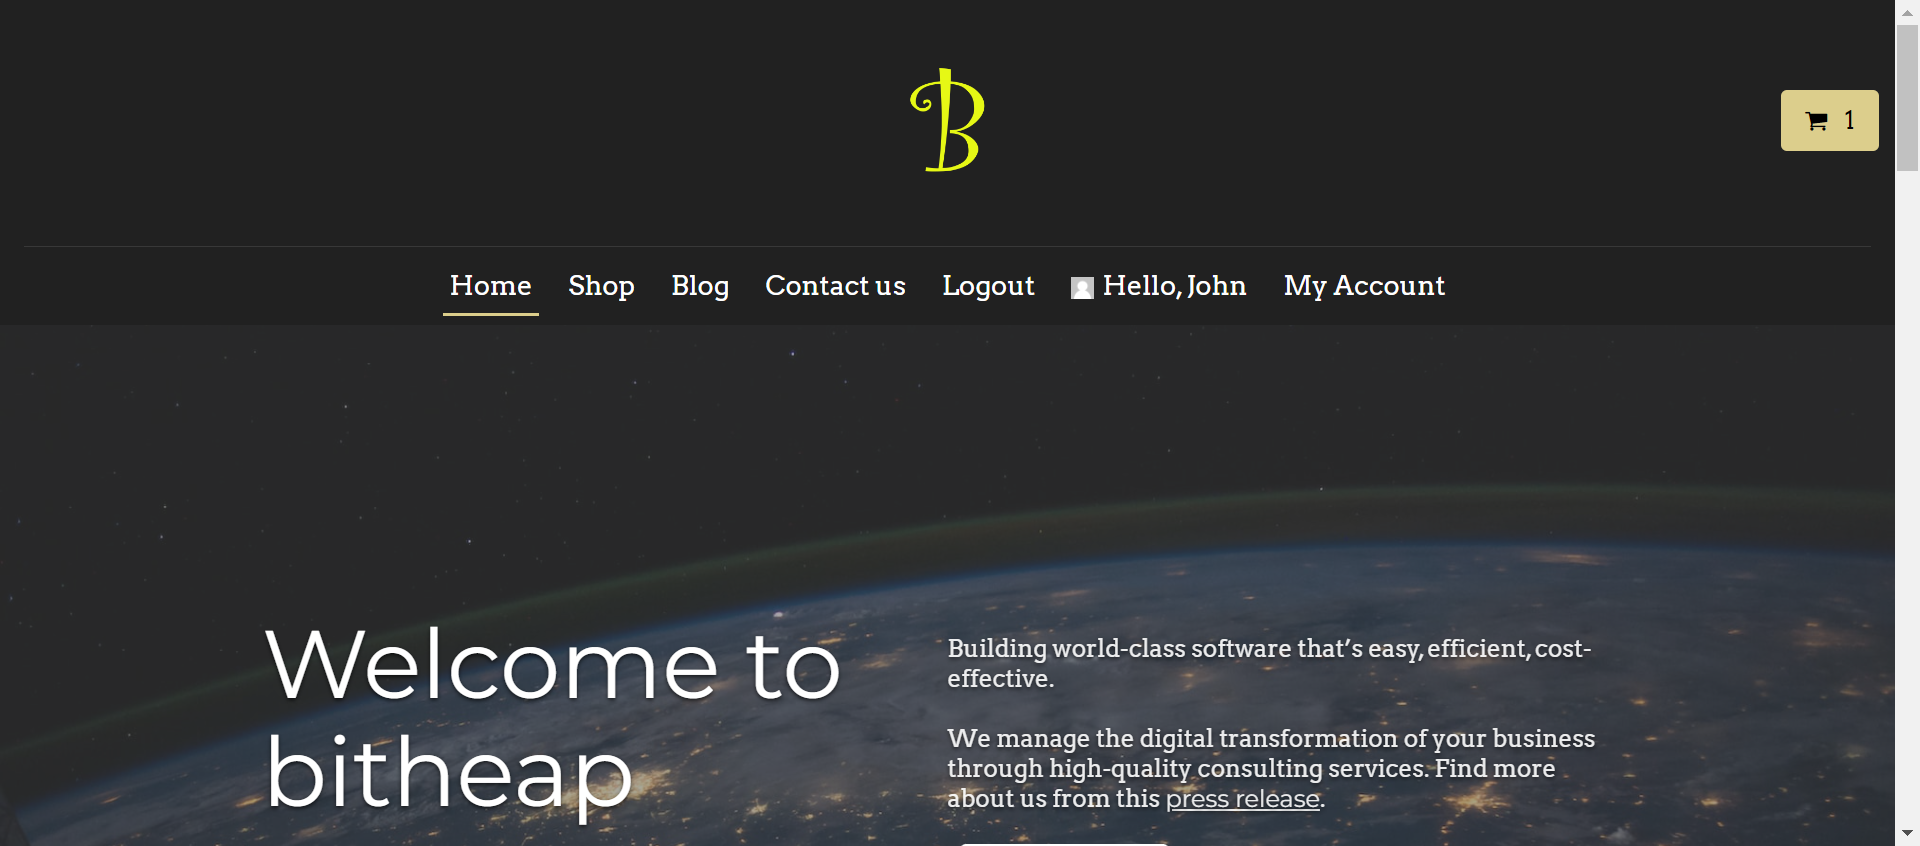 B
1
Home Shop Blog Contact us Logout Hello, John My Account
Welcome to
bitheap
Building world-class software that’s easy, efficient, cost-
effective.
We manage the digital transformation of your business
through high-quality consulting services. Find more
about us from this press release.